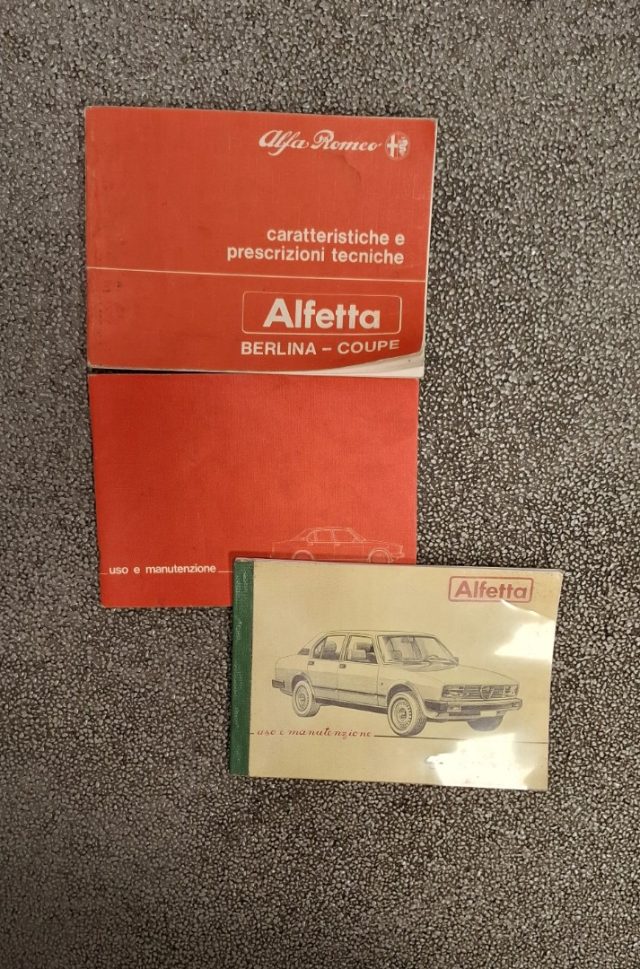 Alfa Romeo
caratteristiche e
prescrizioni tecniche
Alfetta
BERLINA - COUPE
uso e manutenzione
Alfetta
uso e manutenzione